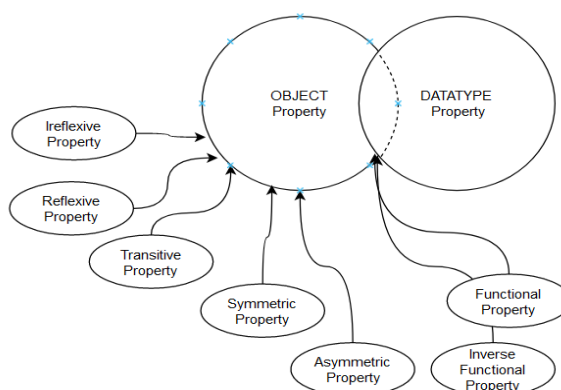 OBJECT
Property
DATATYPE
Property
Ireflexive
Property
Reflexive
Property
Transitive
Property
Symmetric
Property
Functional
Property
Asymmetric
Property
Inverse
Functional
Property